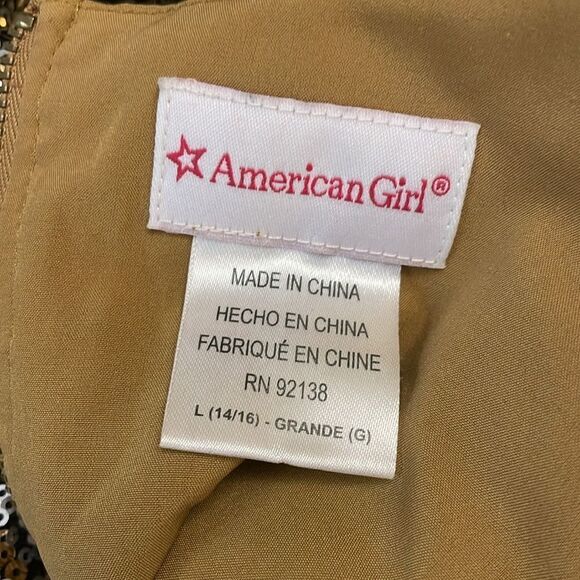 American Girl®
MADE IN CHINA
HECHO EN CHINA
FABRIQUÉ EN CHINE
RN 92138
L (14/16) - GRANDE (G)